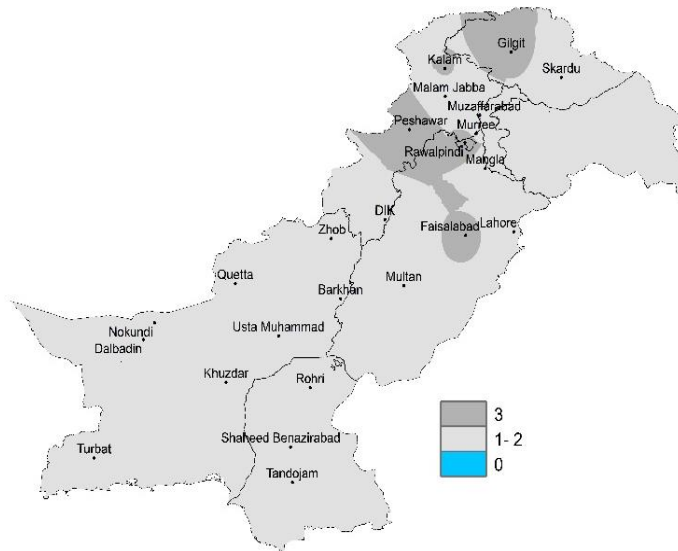 Gilgit
Kalam
Skardu
Malam Jabba
Muzaffarabad
Peshawar
Murree
Rawalpindi
Mangla
DIK
Faisalabad
Lahore
Zhob
Quetta
Multan
Barkhan
Nokundi
Usta Muhammad
Dalbadin
Khuzdar
Rohri
3
1- 2
0
Turbat
Shaheed Benazirabad
Tandojam